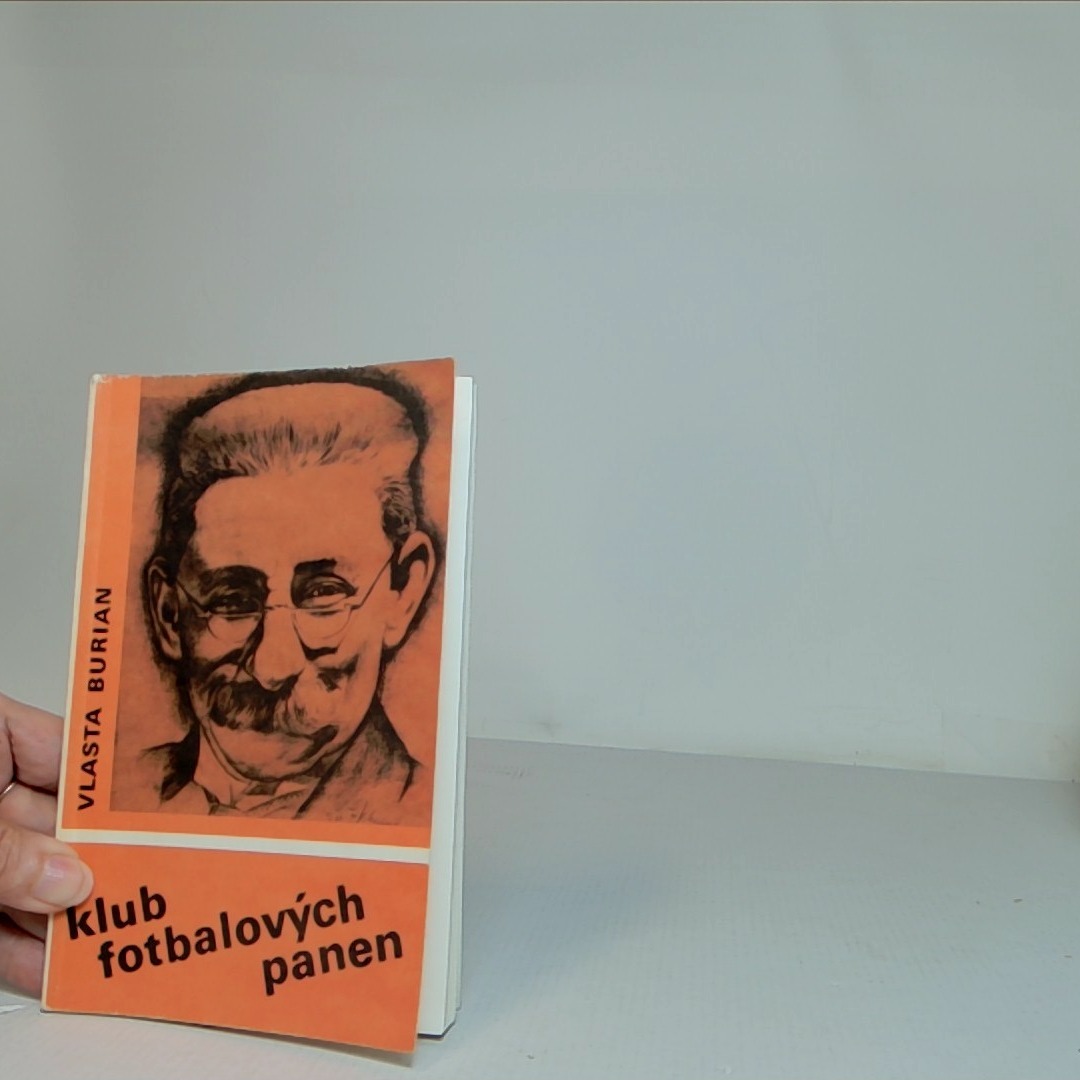 VLASTA BURIAN
klub
fotbalových
panen